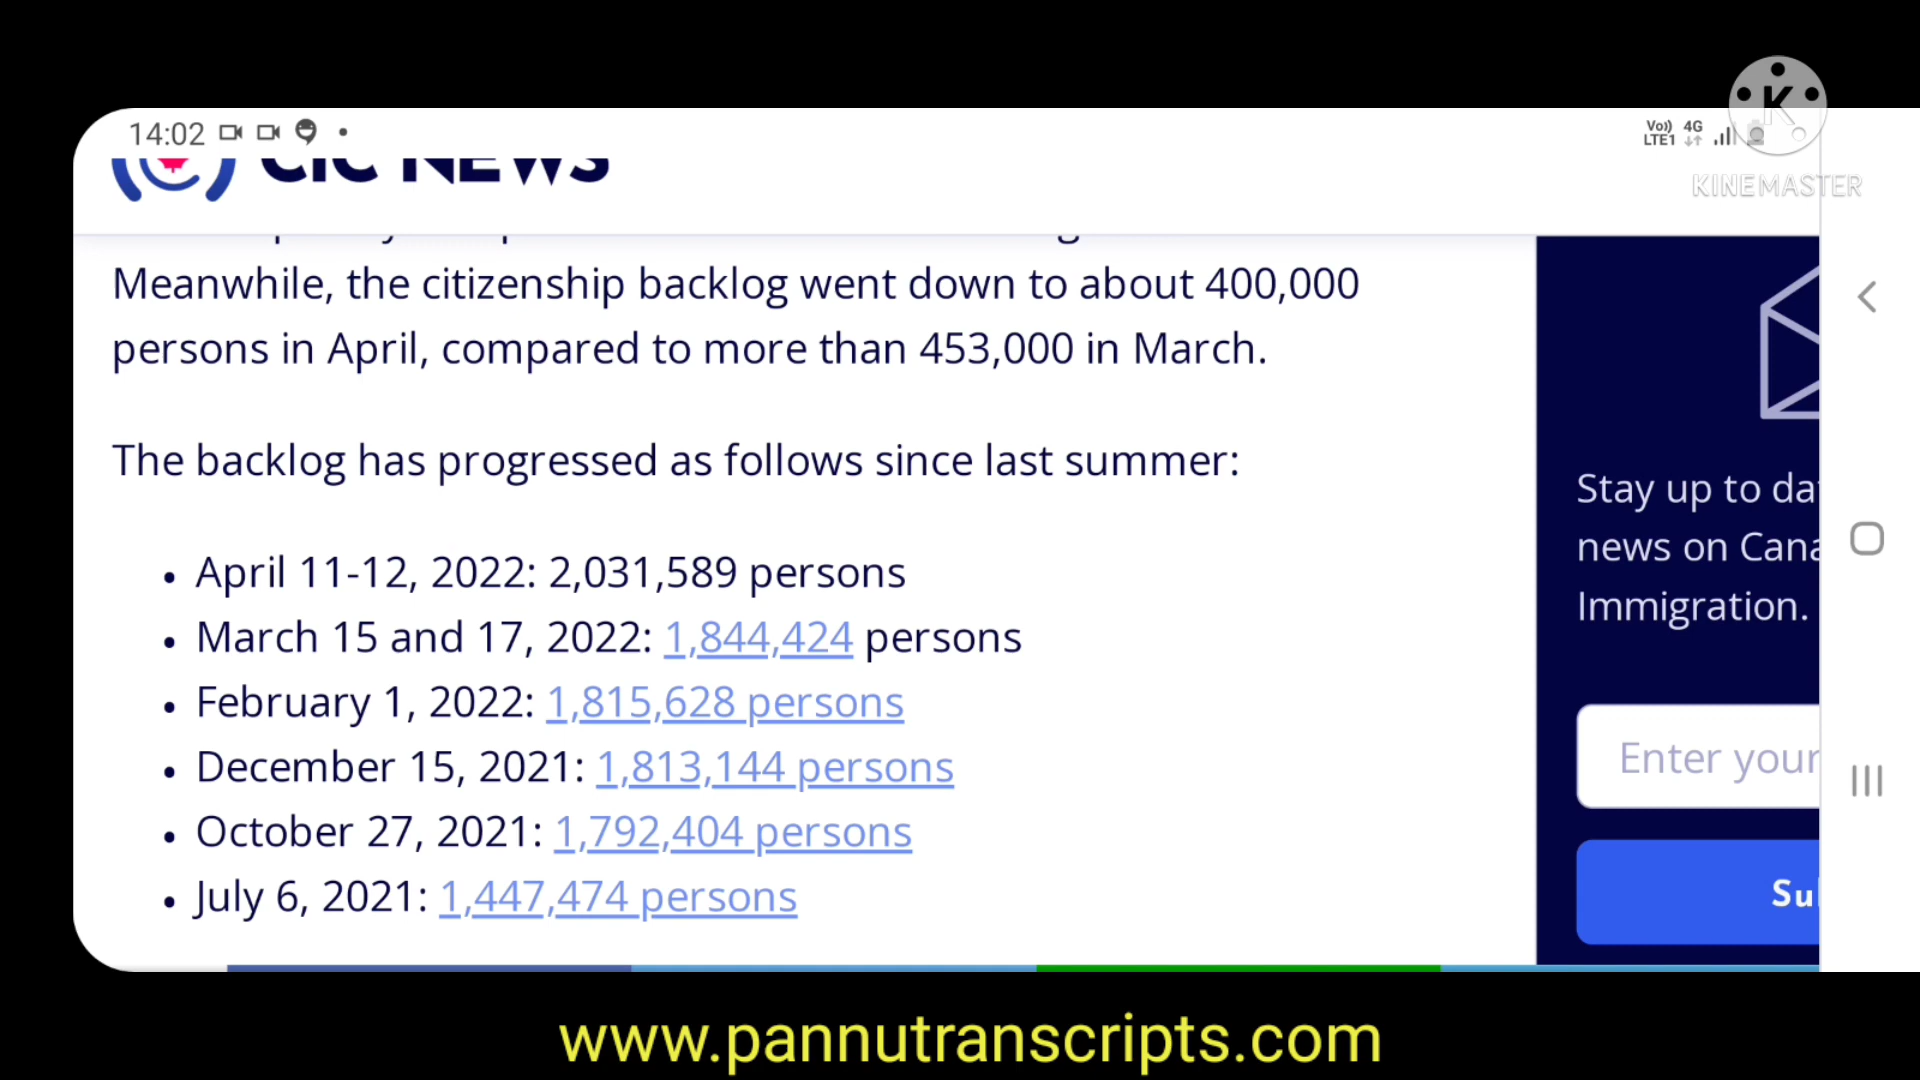 14:02
Vo)) 4G
LTE1
K
KINEMASTER
CIC NEWS
Meanwhile, the citizenship backlog went down to about 400,000
persons in April, compared to more than 453,000 in March.
The backlog has progressed as follows since last summer:
• April 11-12, 2022: 2,031,589 persons
• March 15 and 17, 2022: 1,844,424 persons
• February 1, 2022: 1,815,628 persons
• December 15, 2021: 1,813,144 persons
• October 27, 2021: 1,792,404 persons
• July 6, 2021: 1,447,474 persons
Stay up to da
news on Cana
Immigration.
Enter your
Su
www.pannutranscripts.com